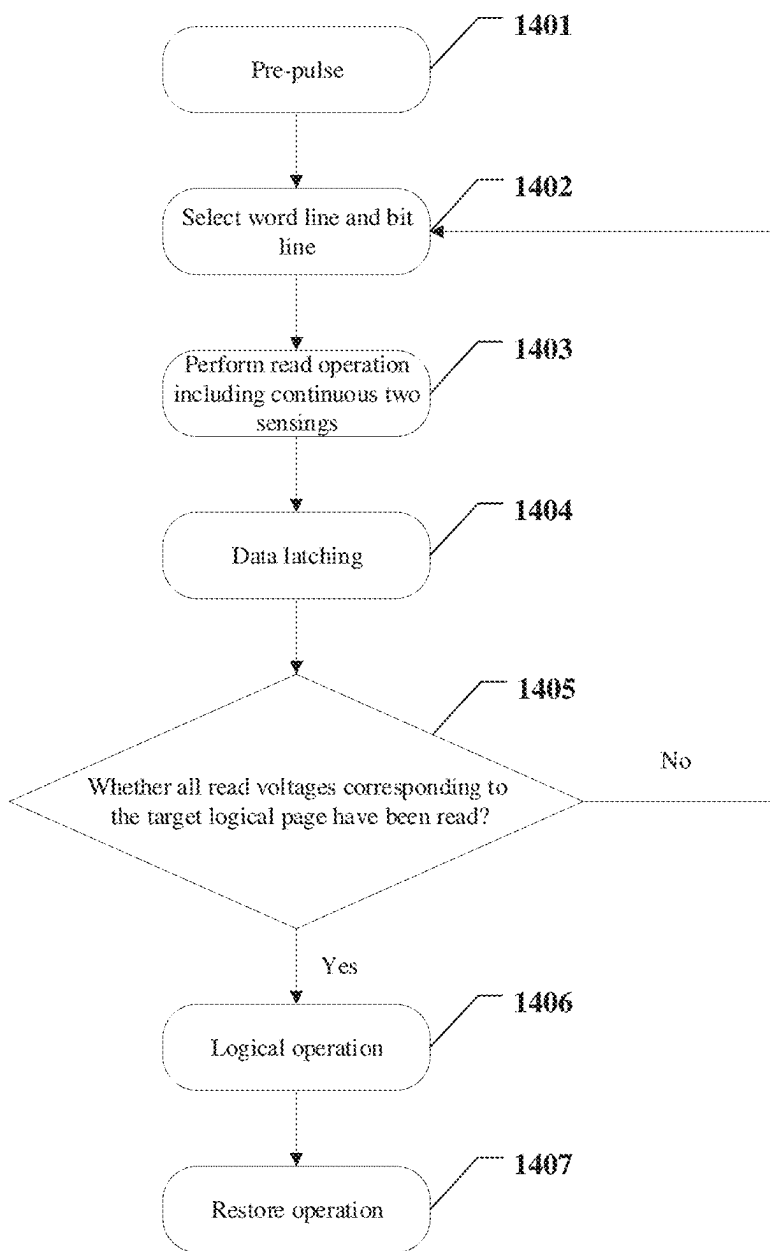 1401
Pre-pulse
1402
Select word line and bit
line
1403
Perform read operation
including continuous two
sensings
1404
Data latching
1405
No
Whether all read voltages corresponding to
the target logical page have been read?
Yes
1406
Logical operation
1407
Restore operation